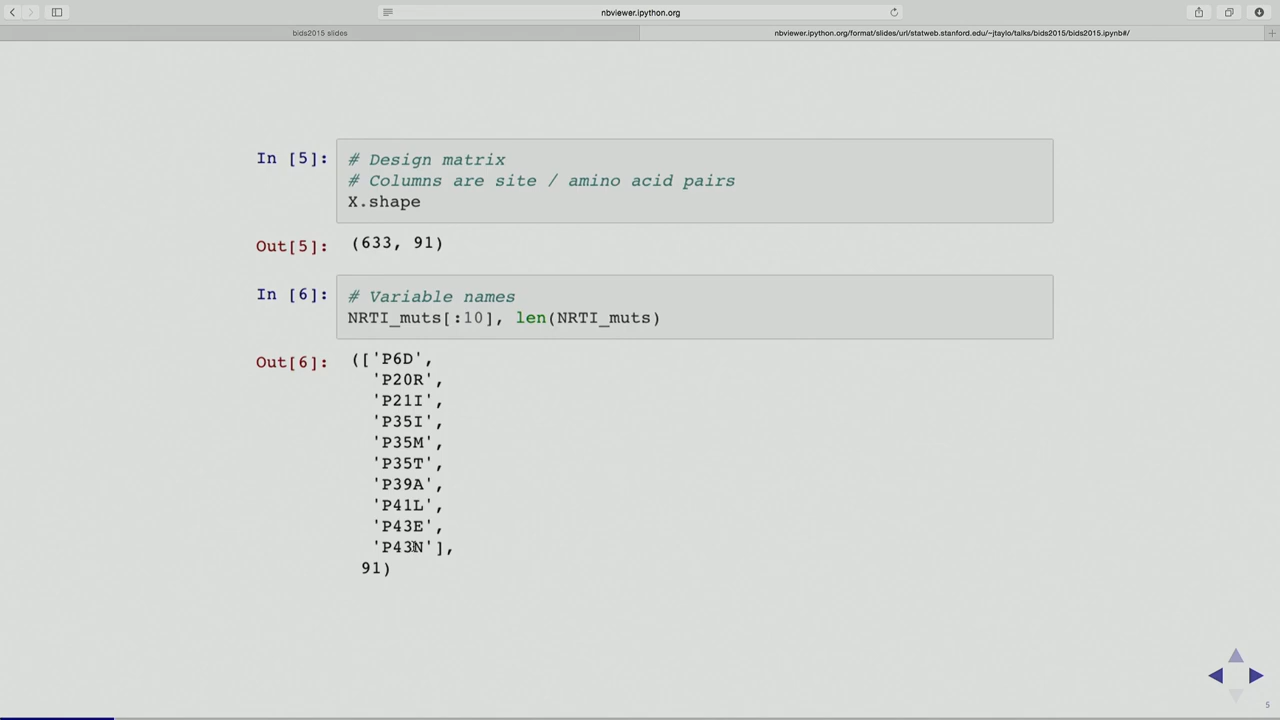 nbviewer.ipython.org
bids2015 slides
nbviewer.ipython.org/format/slides/url/statweb.stanford.edu/~jtaylo/talks/bids2015/bids2015.ipynb#/
In [5]:
# Design matrix
# Columns are site / amino acid pairs
X.shape
Out[5]:
(633, 91)
In [6]:
# Variable names
NRTI_muts[:10], len(NRTI_muts)
Out[6]:
(['P6D',
'P20R',
'P21I',
'P35I',
'P35M',
'P35T',
'P39A',
'P41L',
'P43E',
'P43N'],
91)
5